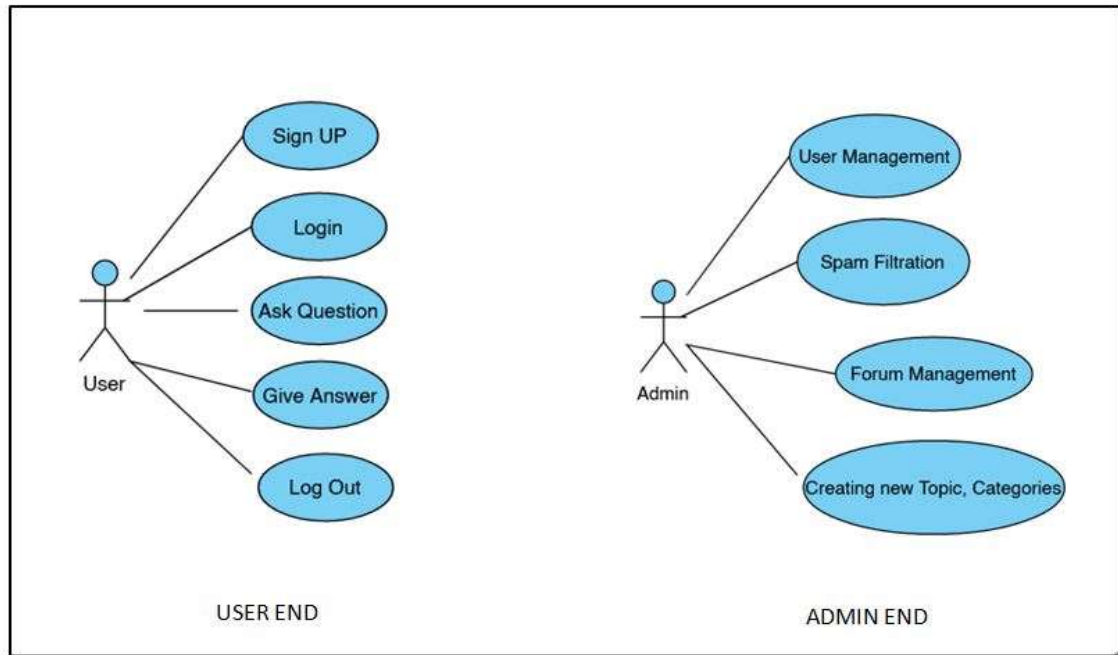 Sign UP
Login
Ask Question
Give Answer
Log Out
User
USER END
User Management
Spam Filtration
Forum Management
Creating new Topic, Categories
Admin
ADMIN END